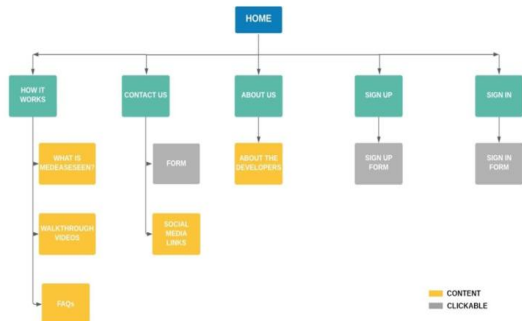 HOME
HOW IT
WORKS
CONTACT US
ABOUT US
SIGN UP
SIGN IN
WHAT IS
MEDEASESEEN?
FORM
ABOUT THE
DEVELOPERS
SIGN UP
FORM
SIGN IN
FORM
WALKTHROUGH
VIDEOS
SOCIAL
MEDIA
LINKS
FAQs
CONTENT
CLICKABLE